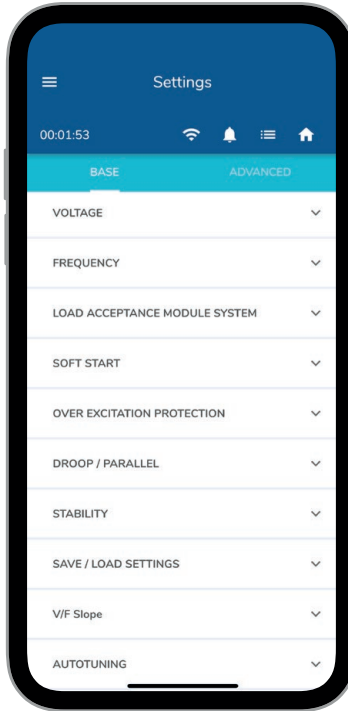 Settings
00:01:53
BASE ADVANCED
VOLTAGE
FREQUENCY
LOAD ACCEPTANCE MODULE SYSTEM
SOFT START
OVER EXCITATION PROTECTION
DROOP / PARALLEL
STABILITY
SAVE / LOAD SETTINGS
V/F Slope
AUTOTUNING